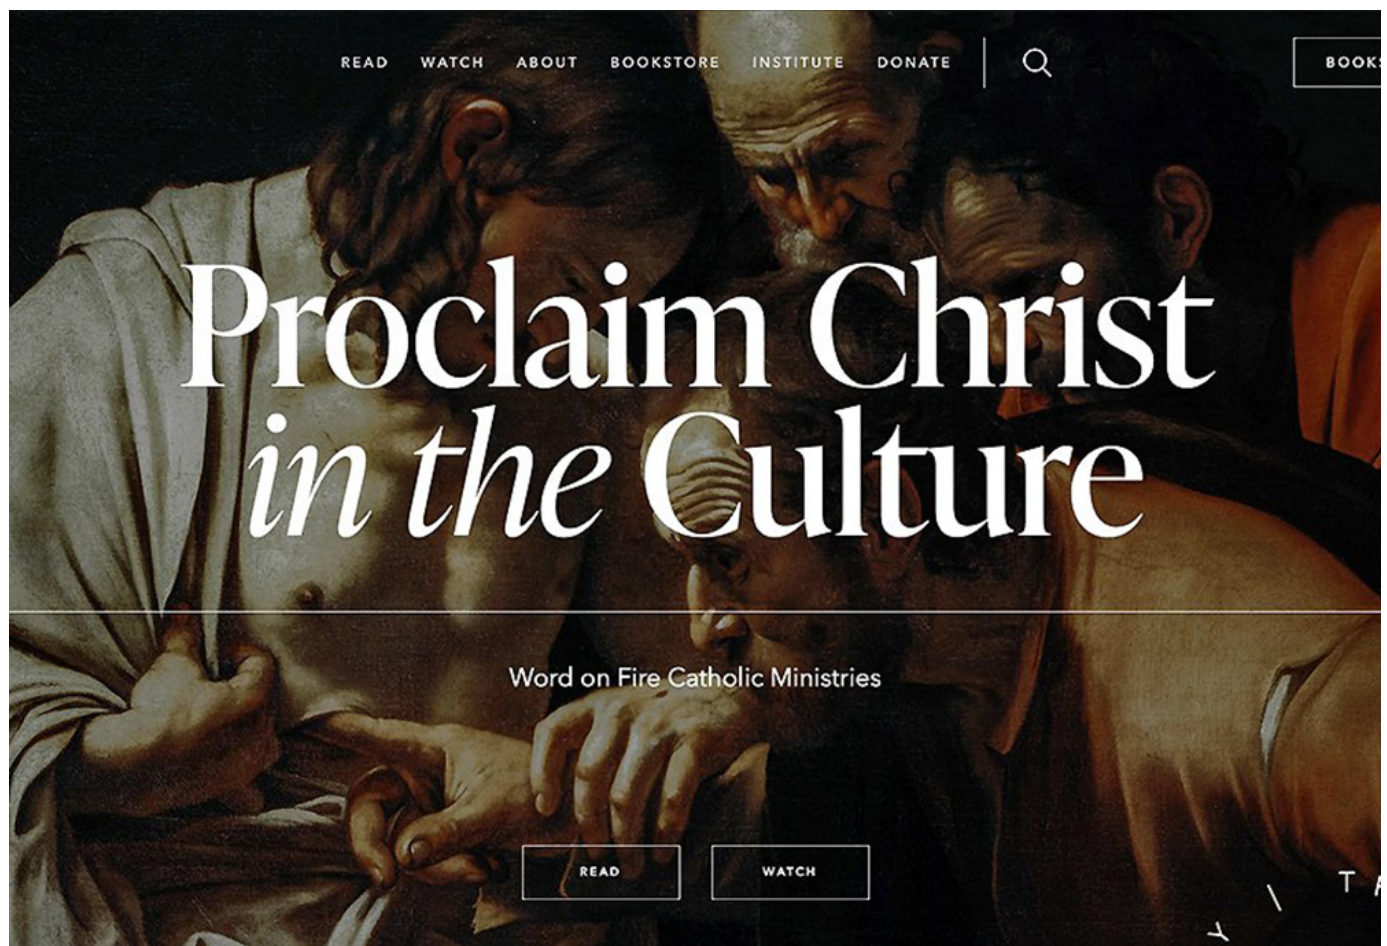 READ WATCH ABOUT BOOKSTORE INSTITUTE DONATE
Proclaim Christ
in the Culture
Word on Fire Catholic Ministries
READ WATCH